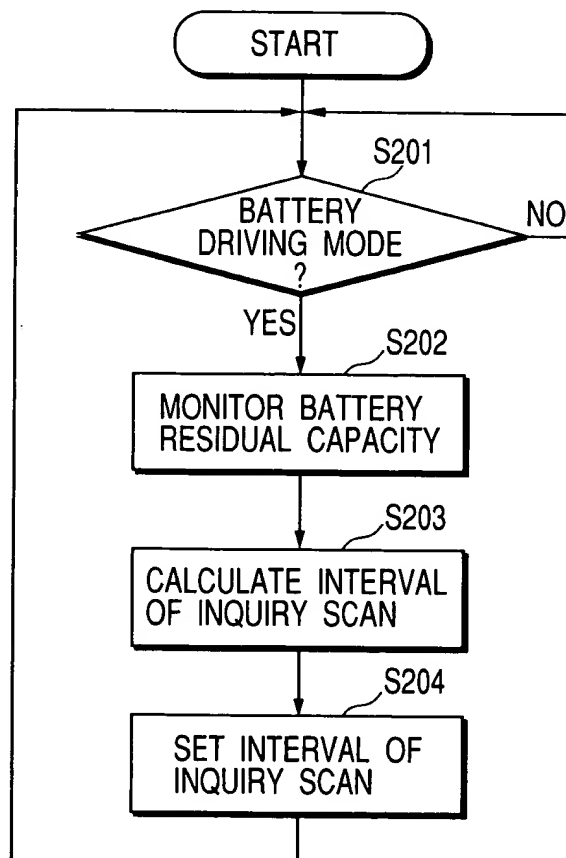 START
S201
BATTERY
DRIVING MODE
?
NO
YES
S202
MONITOR BATTERY
RESIDUAL CAPACITY
S203
CALCULATE INTERVAL
OF INQUIRY SCAN
S204
SET INTERVAL OF
INQUIRY SCAN